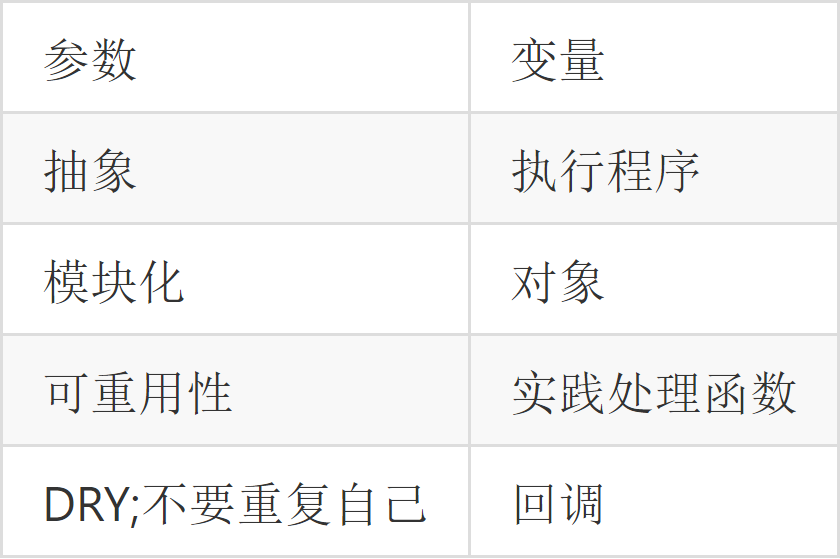 参数 变量
抽象 执行程序
模块化 对象
可重用性 实践处理函数
DRY;不要重复自己 回调